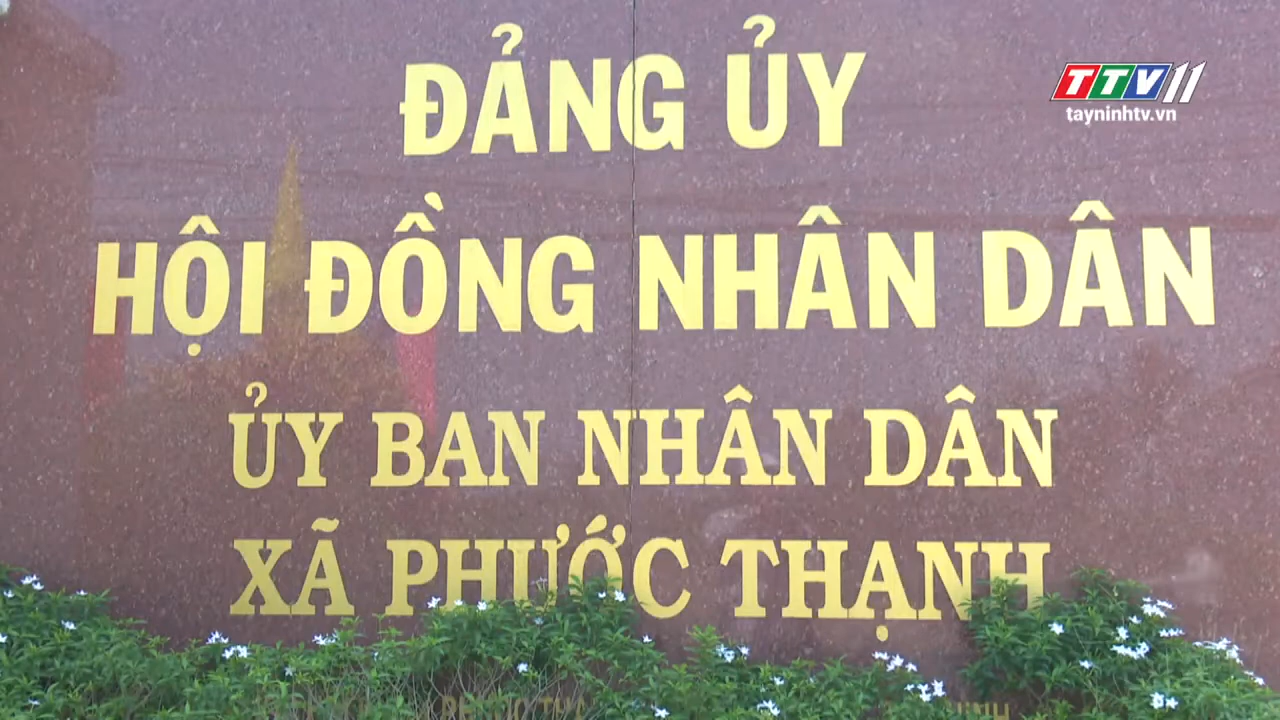 ĐẢNG ỦY
TTV11
tayninhtv.vn
HỘI ĐỒNG NHÂN DÂN
ỦY BAN NHÂN DÂN
XÃ PHƯỚC THẠNH